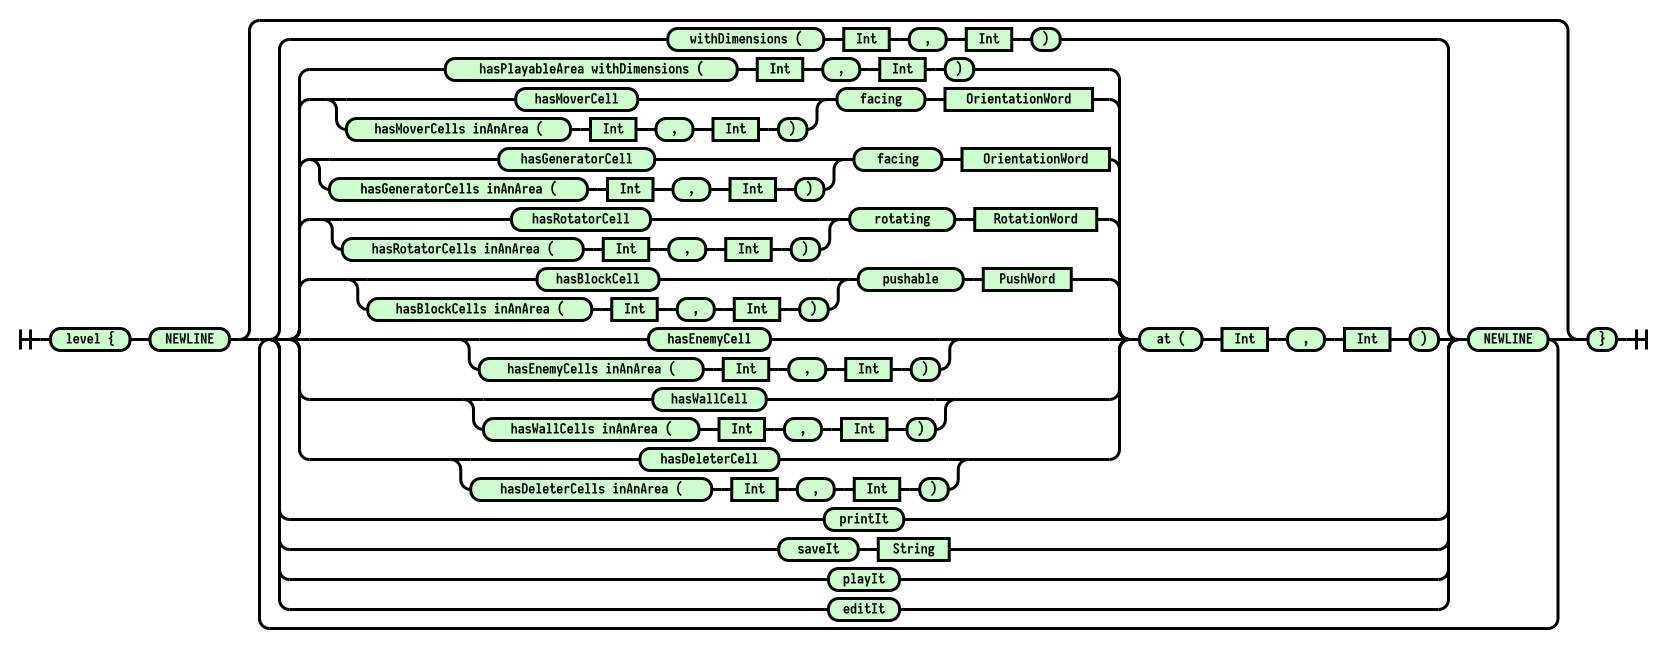 withDimensions ( Int , Int )
hasPlayableArea withDimensions ( Int , Int )
hasMoverCell facing OrientationWord
hasMoverCells inAnArea ( Int , Int )
hasGeneratorCell facing OrientationWord
hasGeneratorCells inAnArea ( Int , Int )
hasRotatorCell rotating RotationWord
hasRotatorCells inAnArea ( Int , Int )
hasBlockCell pushable PushWord
hasBlockCells inAnArea ( Int , Int )
level { NEWLINE hasEnemyCell at ( Int , Int ) NEWLINE }
hasEnemyCells inAnArea ( Int , Int )
hasWallCell
hasWallCells inAnArea ( Int , Int )
hasDeleterCell
hasDeleterCells inAnArea ( Int , Int )
printIt
saveIt String
playIt
editIt